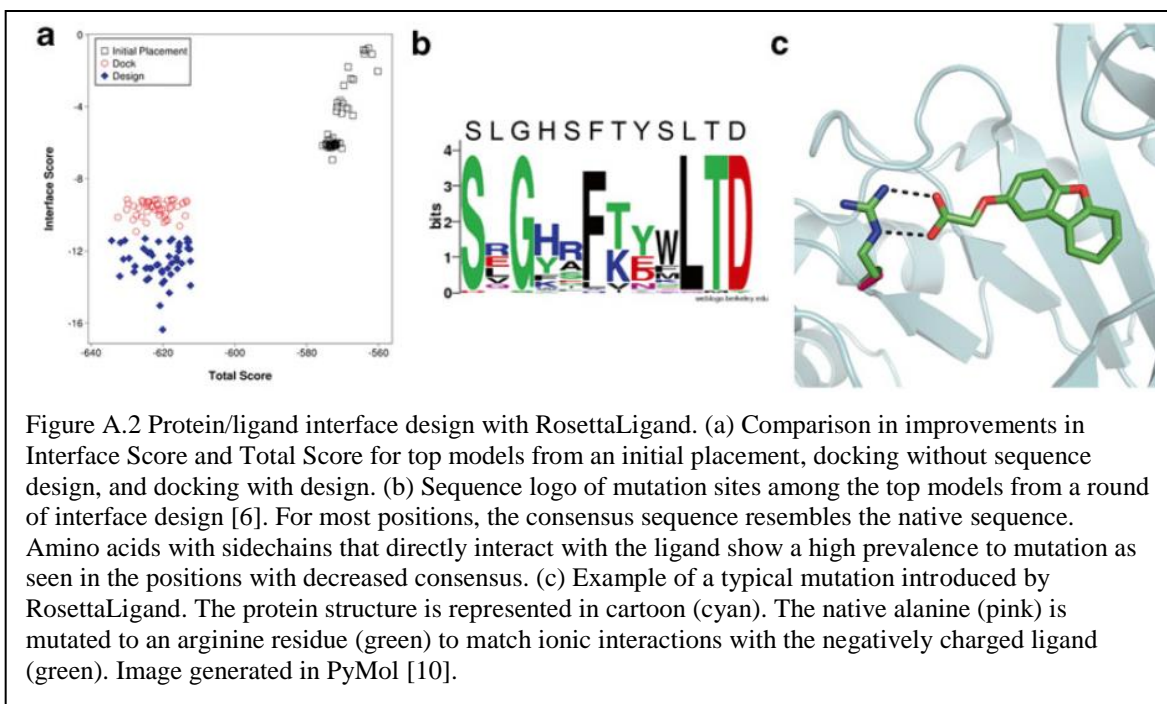 a
b
c
0
-4
-8
-12
-16
Interface Score
Initial Placement
Dock
Design
-640
-620
-600
-580
-560
Total Score
SLGHSFTYSLTD
4
3
2
1
0
bits
weblogo.berkeley.edu
Figure A.2 Protein/ligand interface design with RosettaLigand. (a) Comparison in improvements in
Interface Score and Total Score for top models from an initial placement, docking without sequence
design, and docking with design. (b) Sequence logo of mutation sites among the top models from a round
of interface design [6]. For most positions, the consensus sequence resembles the native sequence.
Amino acids with sidechains that directly interact with the ligand show a high prevalence to mutation as
seen in the positions with decreased consensus. (c) Example of a typical mutation introduced by
RosettaLigand. The protein structure is represented in cartoon (cyan). The native alanine (pink) is
mutated to an arginine residue (green) to match ionic interactions with the negatively charged ligand
(green). Image generated in PyMol [10].